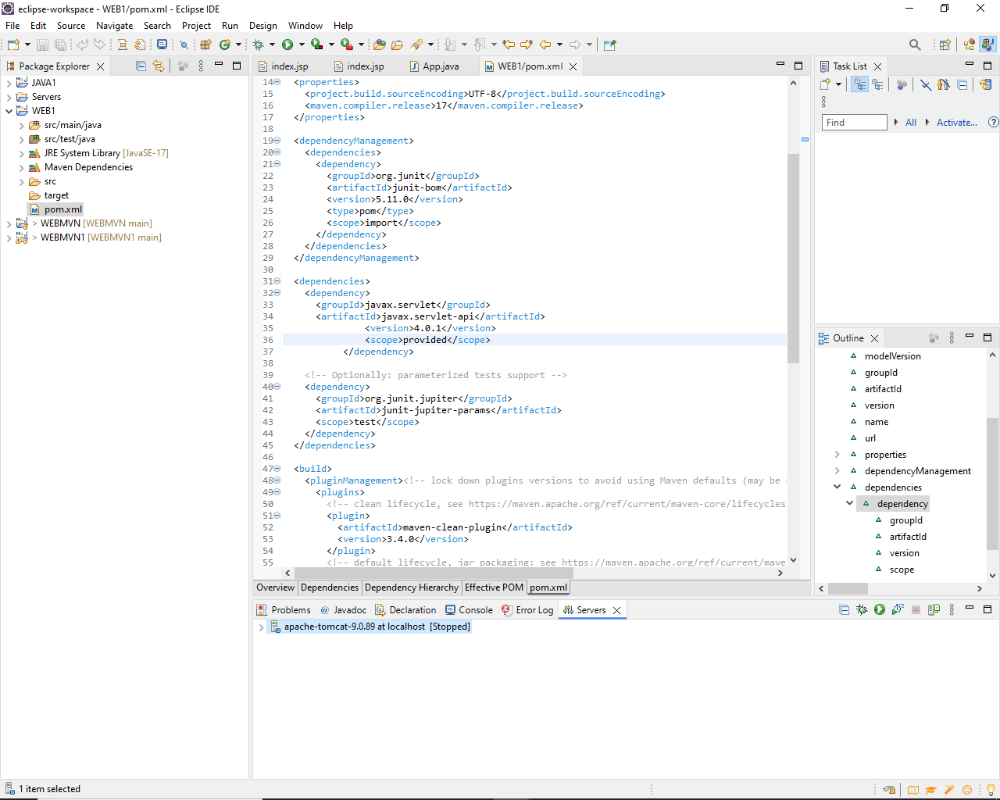 eclipse-workspace - WEB1/pom.xml - Eclipse IDE
File Edit Source Navigate Search Project Run Design Window Help
Package Explorer
JAVA1
Servers
WEB1
src/main/java
src/test/java
JRE System Library [JavaSE-17]
Maven Dependencies
src
target
pom.xml
> WEBMVN [WEBMVN main]
> WEBMVN1 [WEBMVN1 main]
index.jsp index.jsp App.java WEB1/pom.xml
14 <properties>
15 <project.build.sourceEncoding>UTF-8</project.build.sourceEncoding>
16 <maven.compiler.release>17</maven.compiler.release>
17 </properties>
18
19 <dependencyManagement>
20 <dependencies>
21 <dependency>
22 <groupId>org.junit</groupId>
23 <artifactId>junit-bom</artifactId>
24 <version>5.11.0</version>
25 <type>pom</type>
26 <scope>import</scope>
27 </dependency>
28 </dependencies>
29 </dependencyManagement>
30
31 <dependencies>
32 <dependency>
33 <groupId>javax.servlet</groupId>
34 <artifactId>javax.servlet-api</artifactId>
35 <version>4.0.1</version>
36 <scope>provided</scope>
37 </dependency>
38
39 <!-- Optionally: parameterized tests support -->
40 <dependency>
41 <groupId>org.junit.jupiter</groupId>
42 <artifactId>junit-jupiter-params</artifactId>
43 <scope>test</scope>
44 </dependency>
45 </dependencies>
46
47 <build>
48 <pluginManagement><!-- lock down plugins versions to avoid using Maven defaults (may be
49 <plugins>
50 <!-- clean lifecycle, see https://maven.apache.org/ref/current/maven-core/lifecycles
51 <plugin>
52 <artifactId>maven-clean-plugin</artifactId>
53 <version>3.4.0</version>
54 </plugin>
55 <!-- default lifecycle, jar packaging: see https://maven.apache.org/ref/current/mave
Overview Dependencies Dependency Hierarchy Effective POM pom.xml
Task List
Find All Activate...
Outline
modelVersion
groupId
artifactId
version
name
url
properties
dependencyManagement
dependencies
dependency
groupId
artifactId
version
scope
Problems Javadoc Declaration Console Error Log Servers
apache-tomcat-9.0.89 at localhost [Stopped]
1 item selected